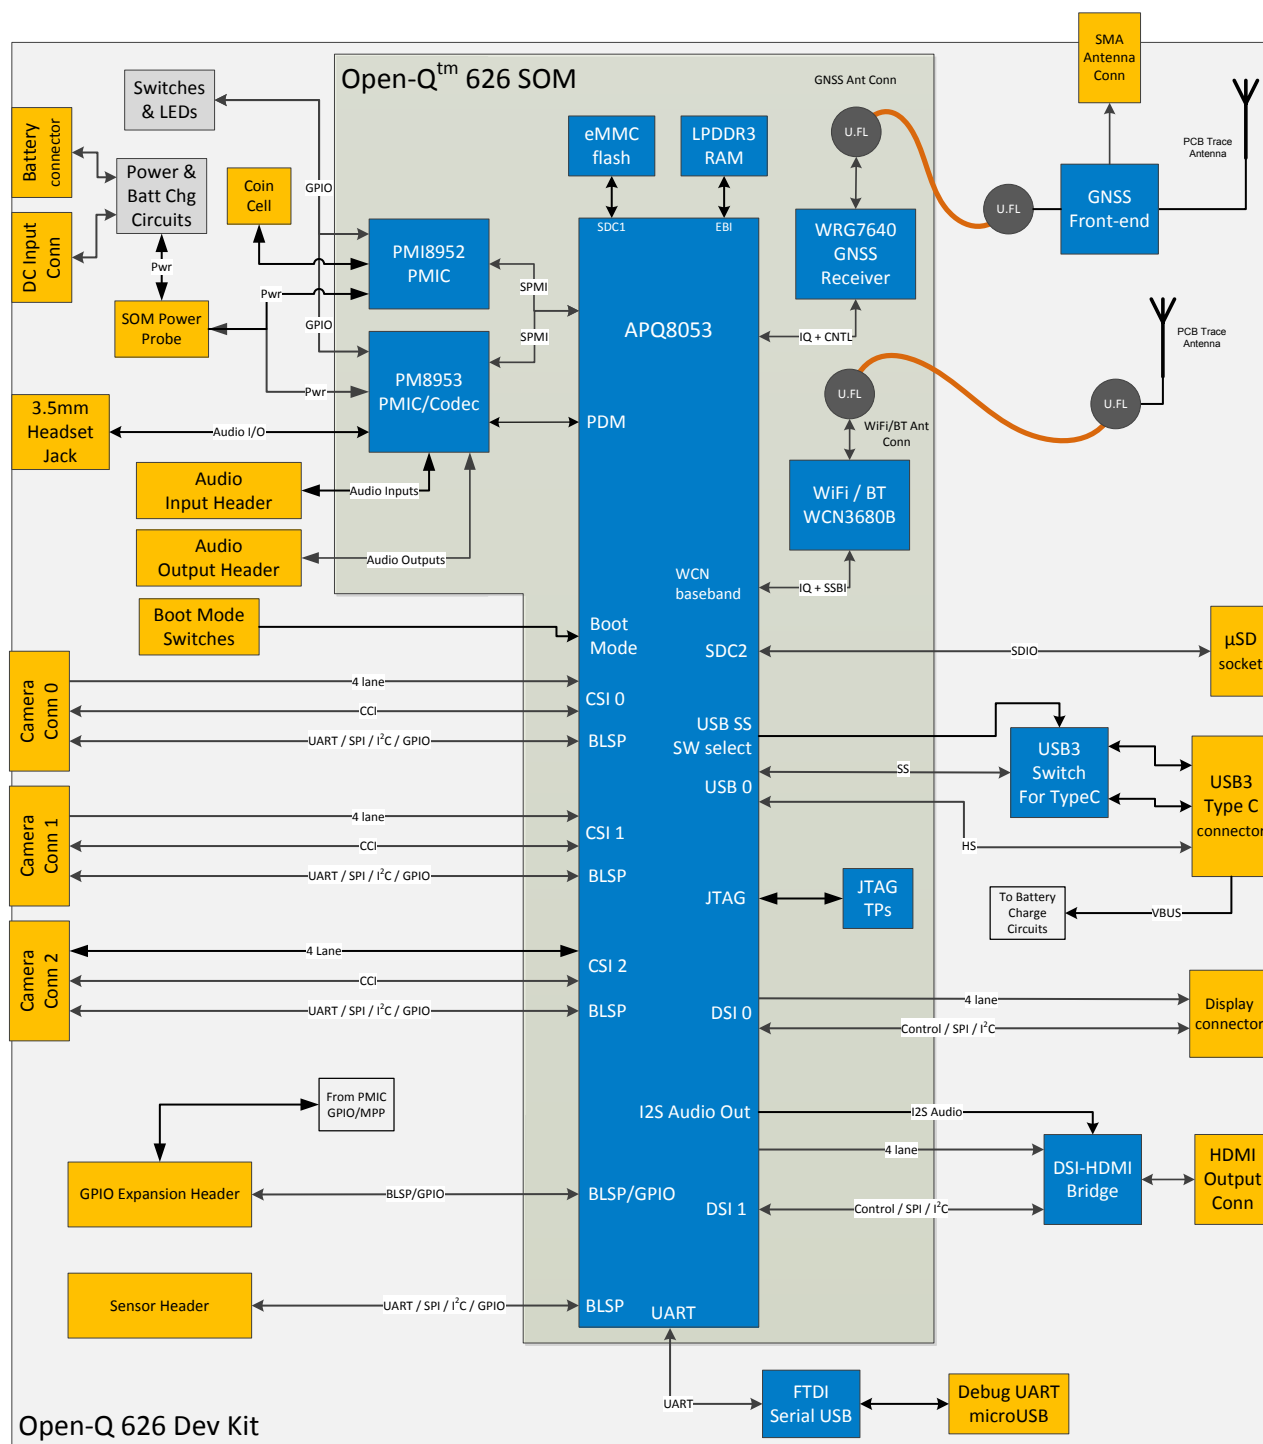 SMA
Antenna
Conn
Open-Qtm 626 SOM
GNSS Ant Conn
Switches
& LEDs
U.FL
PCB Trace
Antenna
Battery
connector
eMMC
flash
LPDDR3
RAM
Power &
Batt Chg
Circuits
GPIO
Coin
Cell
U.FL
GNSS
Front-end
DC Input
Conn
SDC1
EBI
WRG7640
GNSS
Receiver
PMI8952
PMIC
Pwr
SPMI
Pwr
SOM Power
Probe
GPIO
SPMI
APQ8053
IQ + CNTL
PCB Trace
Antenna
PM8953
PMIC/Codec
Pwr
U.FL
U.FL
3.5mm
Headset
Jack
Audio I/O
PDM
WiFi/BT Ant
Conn
Audio
Input Header
Audio Inputs
WiFi / BT
WCN3680B
Audio
Output Header
Audio Outputs
WCN
baseband
IQ + SSBI
Boot Mode
Switches
Boot
Mode
SDC2
SDIO
µSD
socket
Camera
Conn 0
4 lane
CSI 0
CCI
UART / SPI / I2C / GPIO
BLSP
USB SS
SW select
USB 0
SS
HS
USB3
Switch
For TypeC
USB3
Type C
connector
Camera
Conn 1
4 lane
CSI 1
CCI
UART / SPI / I2C / GPIO
BLSP
JTAG
JTAG
TPs
To Battery
Charge
Circuits
VBUS
Camera
Conn 2
4 Lane
CSI 2
CCI
UART / SPI / I2C / GPIO
BLSP
DSI 0
4 lane
Control / SPI / I2C
Display
connector
From PMIC
GPIO/MPP
I2S Audio Out
I2S Audio
GPIO Expansion Header
BLSP/GPIO
BLSP/GPIO
4 lane
DSI 1
Control / SPI / I2C
DSI-HDMI
Bridge
HDMI
Output
Conn
Sensor Header
UART / SPI / I2C / GPIO
BLSP
UART
UART
FTDI
Serial USB
Debug UART
microUSB
Open-Q 626 Dev Kit